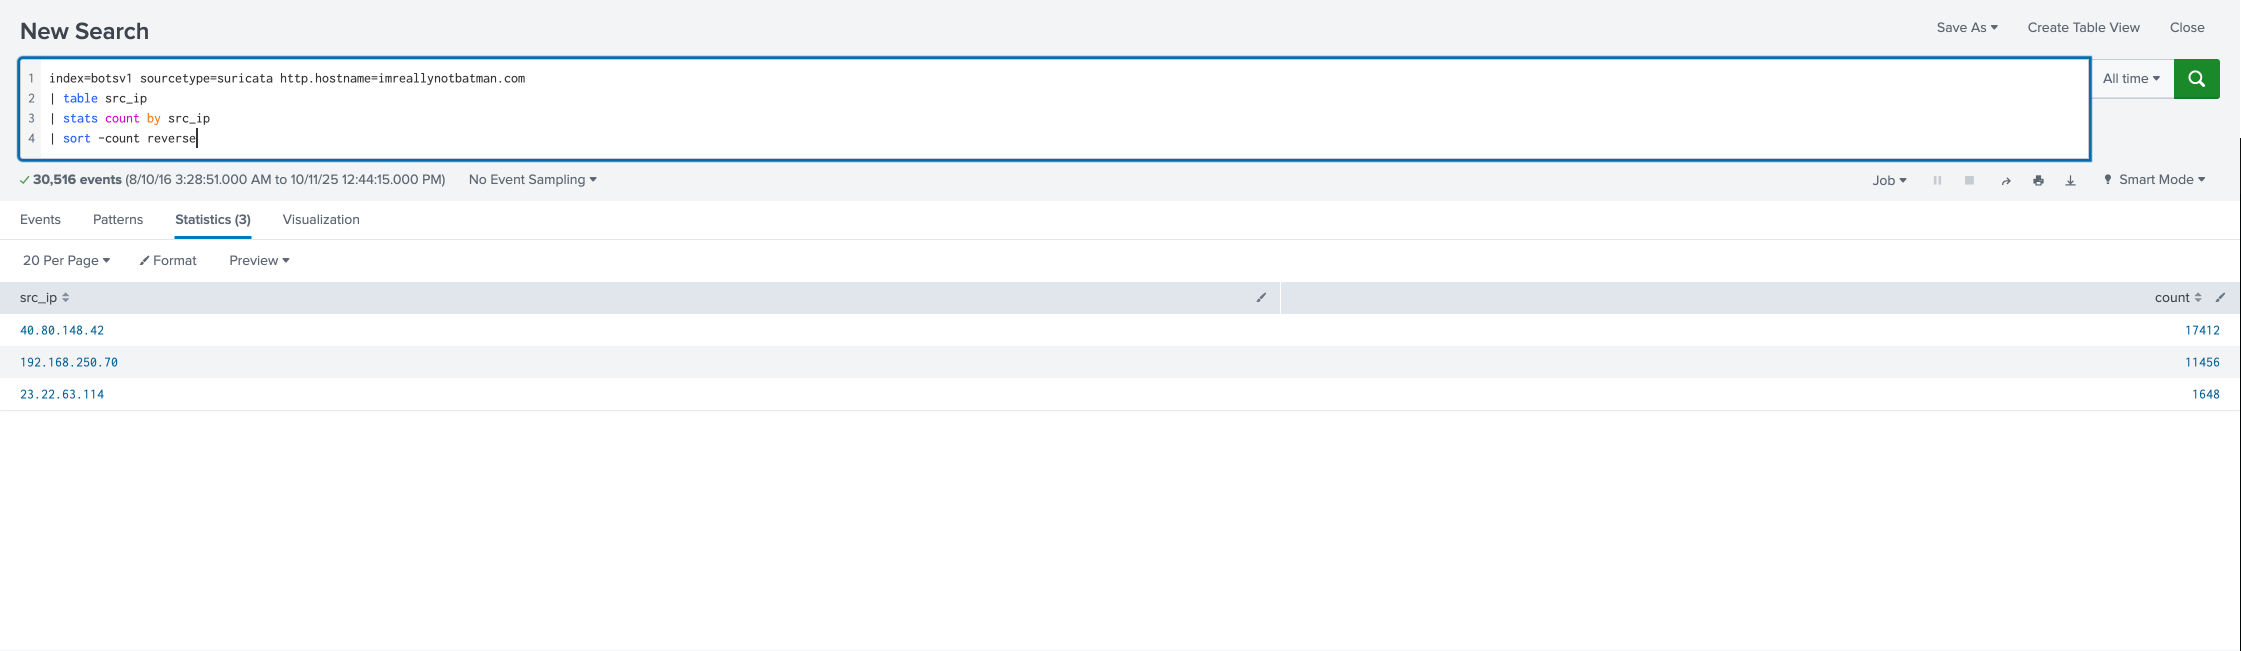 New Search
Save As Create Table View Close
1 index=botsv1 sourcetype=suricata http.hostname=imreallynotbatman.com
2 | table src_ip
3 | stats count by src_ip
4 | sort -count reverse
All time
30,516 events (8/10/16 3:28:51.000 AM to 10/11/25 12:44:15.000 PM) No Event Sampling
Job Smart Mode
Events Patterns Statistics (3) Visualization
20 Per Page Format Preview
src_ip count
40.80.148.42 17412
192.168.250.70 11456
23.22.63.114 1648